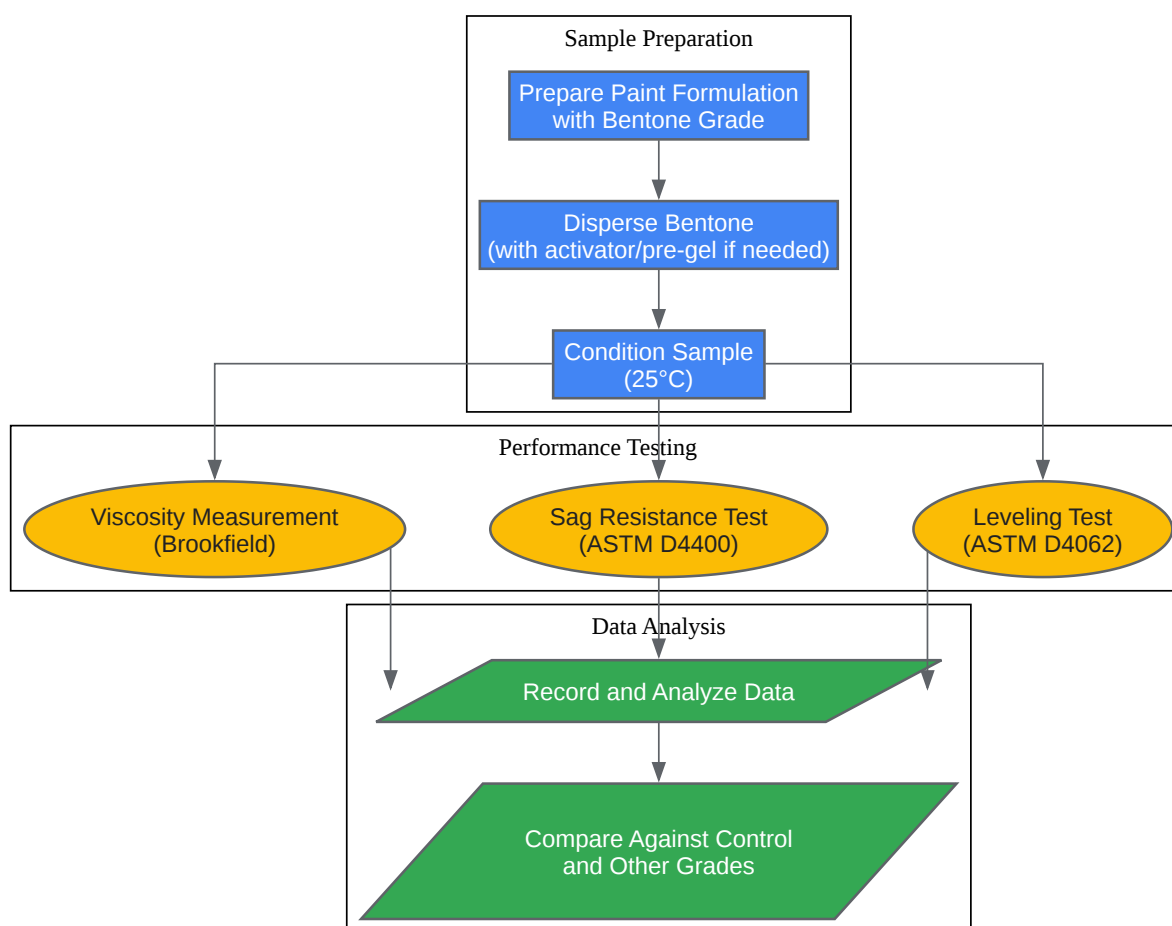 Sample Preparation
Prepare Paint Formulation
with Bentone Grade
Disperse Bentone
(with activator/pre-gel if needed)
Condition Sample
(25°C)
Performance Testing
Viscosity Measurement
(Brookfield)
Sag Resistance Test
(ASTM D4400)
Leveling Test
(ASTM D4062)
Data Analysis
Record and Analyze Data
Compare Against Control
and Other Grades